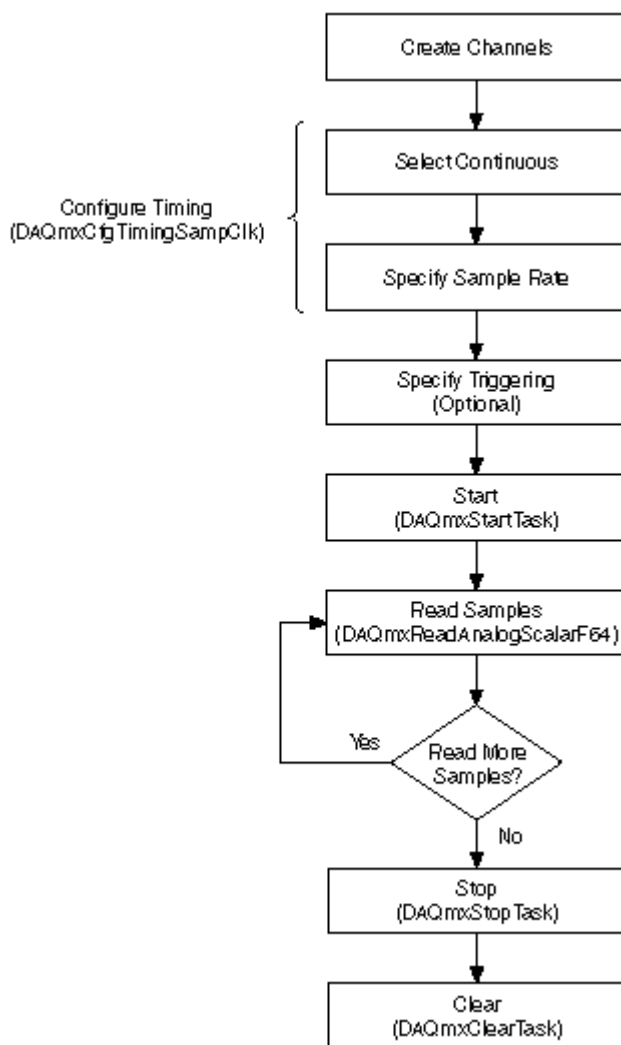 Create Channels
Select Continuous
Configure Timing
(DAQmxCfgTimingSampClk)
Specify Sample Rate
Specify Triggering
(Optional)
Start
(DAQmxStartTask)
Read Samples
(DAQmxReadAnalogScalarF64)
Yes
Read More
Samples?
No
Stop
(DAQmxStopTask)
Clear
(DAQmxClearTask)